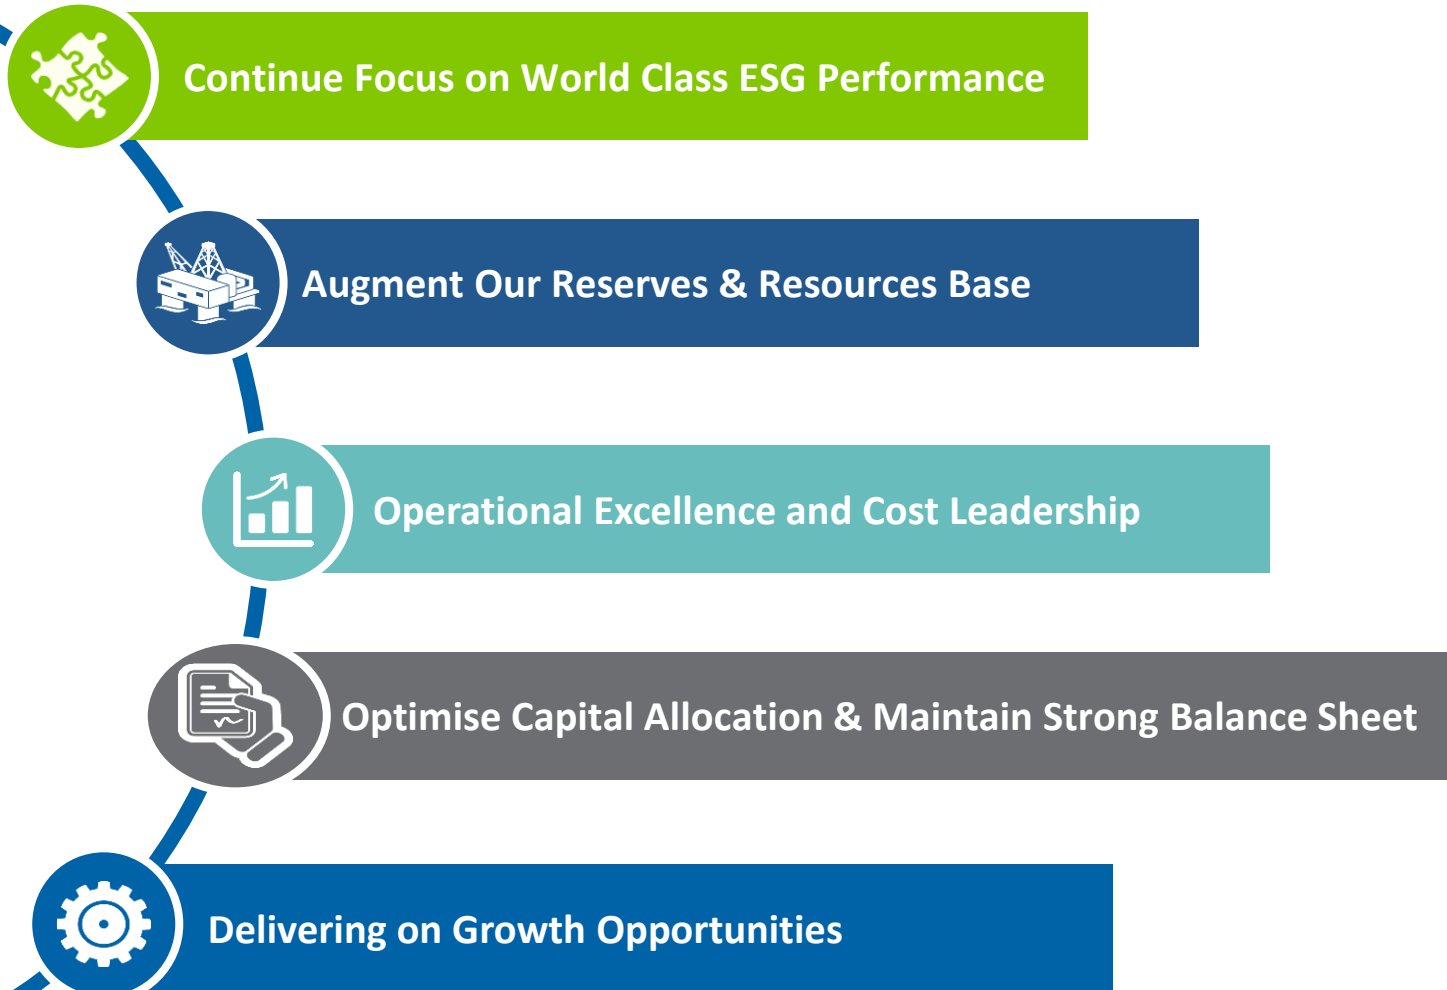 Continue Focus on World Class ESG Performance
Augment Our Reserves & Resources Base
Operational Excellence and Cost Leadership
Optimise Capital Allocation & Maintain Strong Balance Sheet
Delivering on Growth Opportunities